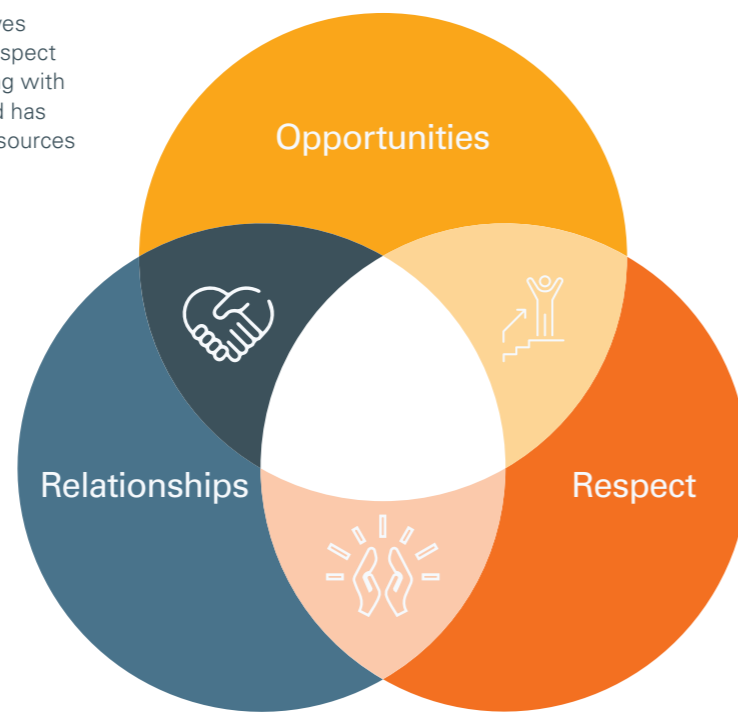 ves
spect
g with
d has
sources
Opportunities
Relationships
Respect